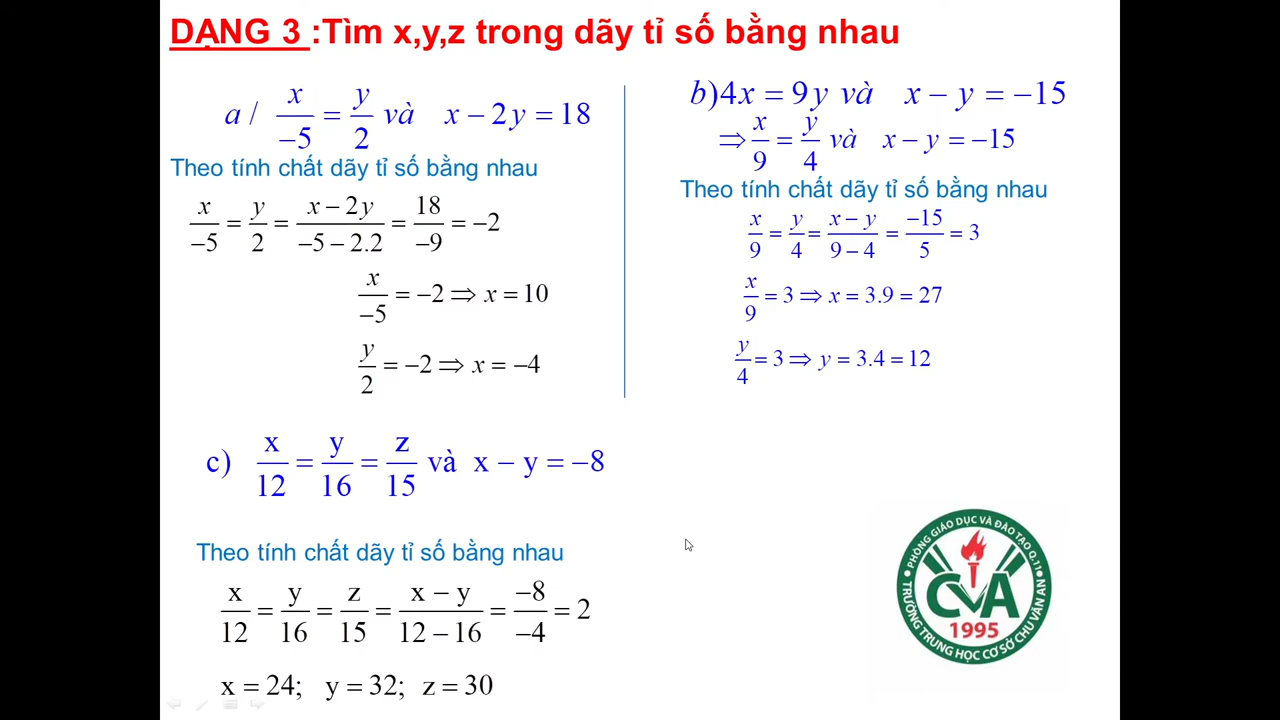 DẠNG 3 :Tìm x,y,z trong dãy tỉ số bằng nhau
a / x/−5 = y/2 và x − 2y = 18
Theo tính chất dãy tỉ số bằng nhau
x/−5 = y/2 = (x − 2y)/(−5 − 2.2) = 18/−9 = −2
x/−5 = −2 ⇒ x = 10
y/2 = −2 ⇒ x = −4
b)4x = 9y và x − y = −15
⇒ x/9 = y/4 và x − y = −15
Theo tính chất dãy tỉ số bằng nhau
x/9 = y/4 = (x − y)/(9 − 4) = −15/5 = 3
x/9 = 3 ⇒ x = 3.9 = 27
y/4 = 3 ⇒ y = 3.4 = 12
c) x/12 = y/16 = z/15 và x − y = −8
Theo tính chất dãy tỉ số bằng nhau
x/12 = y/16 = z/15 = (x − y)/(12 − 16) = −8/−4 = 2
x = 24; y = 32; z = 30
PHÒNG GIÁO DỤC VÀ ĐÀO TẠO Q.11
CVA
1995
TRƯỜNG TRUNG HỌC CƠ SỞ CHU VĂN AN